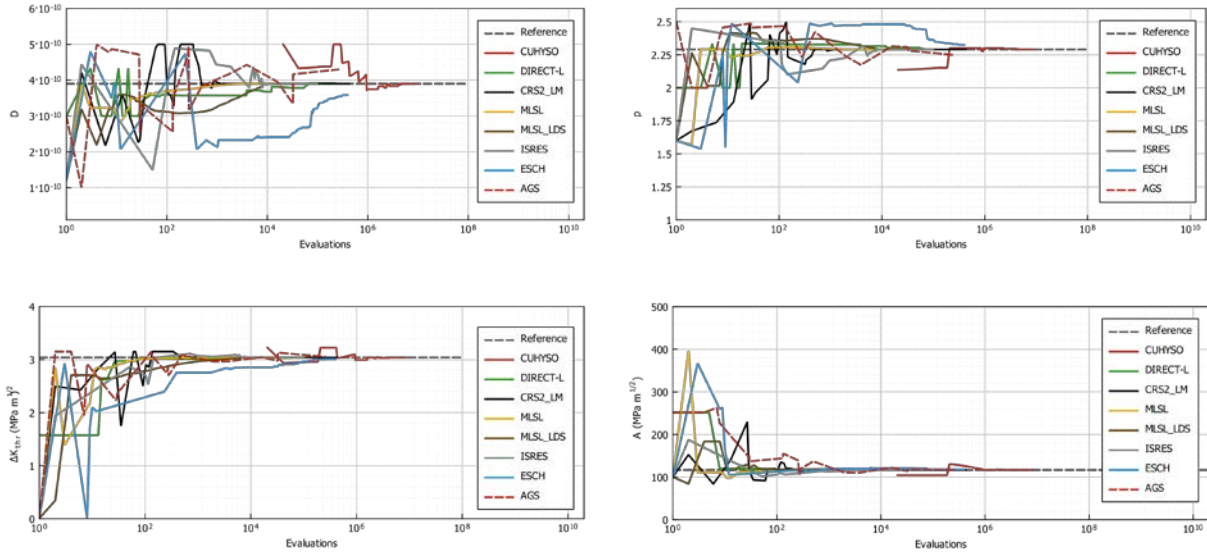 6·10⁻¹⁰
5·10⁻¹⁰
4·10⁻¹⁰
3·10⁻¹⁰
2·10⁻¹⁰
1·10⁻¹⁰
D
10⁰
10²
10⁴
10⁶
10⁸
10¹⁰
Evaluations
Reference
CUHYSO
DIRECT-L
CRS2_LM
MLSL
MLSL_LDS
ISRES
ESCH
AGS
2.5
2.25
2
1.75
1.5
1.25
1
p
10⁰
10²
10⁴
10⁶
10⁸
10¹⁰
Evaluations
Reference
CUHYSO
DIRECT-L
CRS2_LM
MLSL
MLSL_LDS
ISRES
ESCH
AGS
4
3
2
1
0
ΔK thr (MPa m)^1/2
10⁰
10²
10⁴
10⁶
10⁸
10¹⁰
Evaluations
Reference
CUHYSO
DIRECT-L
CRS2_LM
MLSL
MLSL_LDS
ISRES
ESCH
AGS
500
400
300
200
100
0
A (MPa m^1/2)
10⁰
10²
10⁴
10⁶
10⁸
10¹⁰
Evaluations
Reference
CUHYSO
DIRECT-L
CRS2_LM
MLSL
MLSL_LDS
ISRES
ESCH
AGS